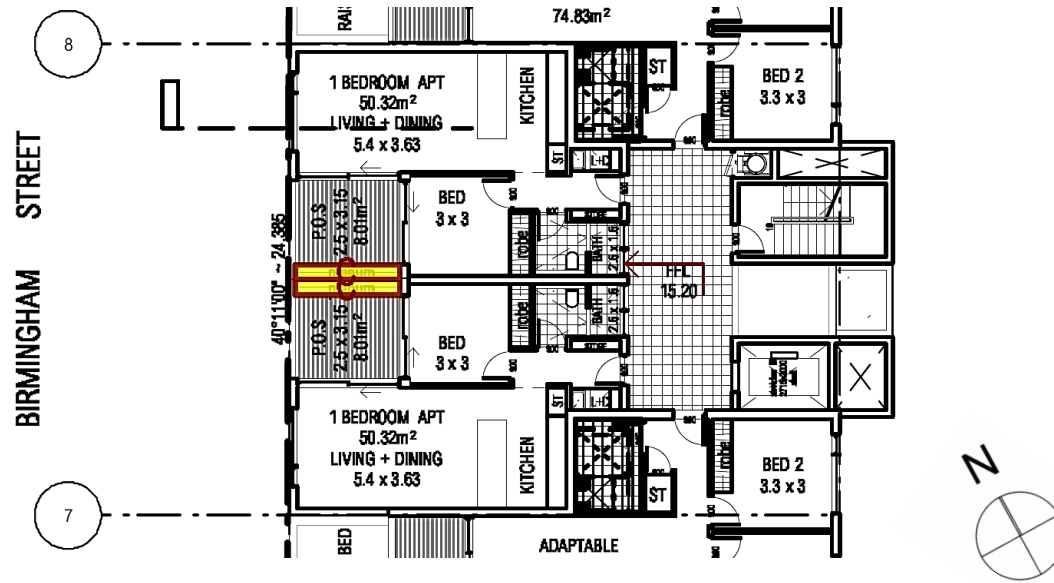 74.83m²
8
ST
BED 2
3.3 x 3
robe
1 BEDROOM APT
50.32m²
LIVING + DINING
5.4 x 3.63
KITCHEN
ST
BIRMINGHAM STREET
40°11'00" ~ 24.385
P.O.S
2.5 x 3.15
8.01m²
BED
3 x 3
robe
BATH
2.5 x 1.6
FFL
15.20
P.O.S
2.5 x 3.15
8.01m²
BED
3 x 3
robe
BATH
2.5 x 1.6
ST
1 BEDROOM APT
50.32m²
LIVING + DINING
5.4 x 3.63
KITCHEN
ST
robe
BED 2
3.3 x 3
N
7
BED
ADAPTABLE